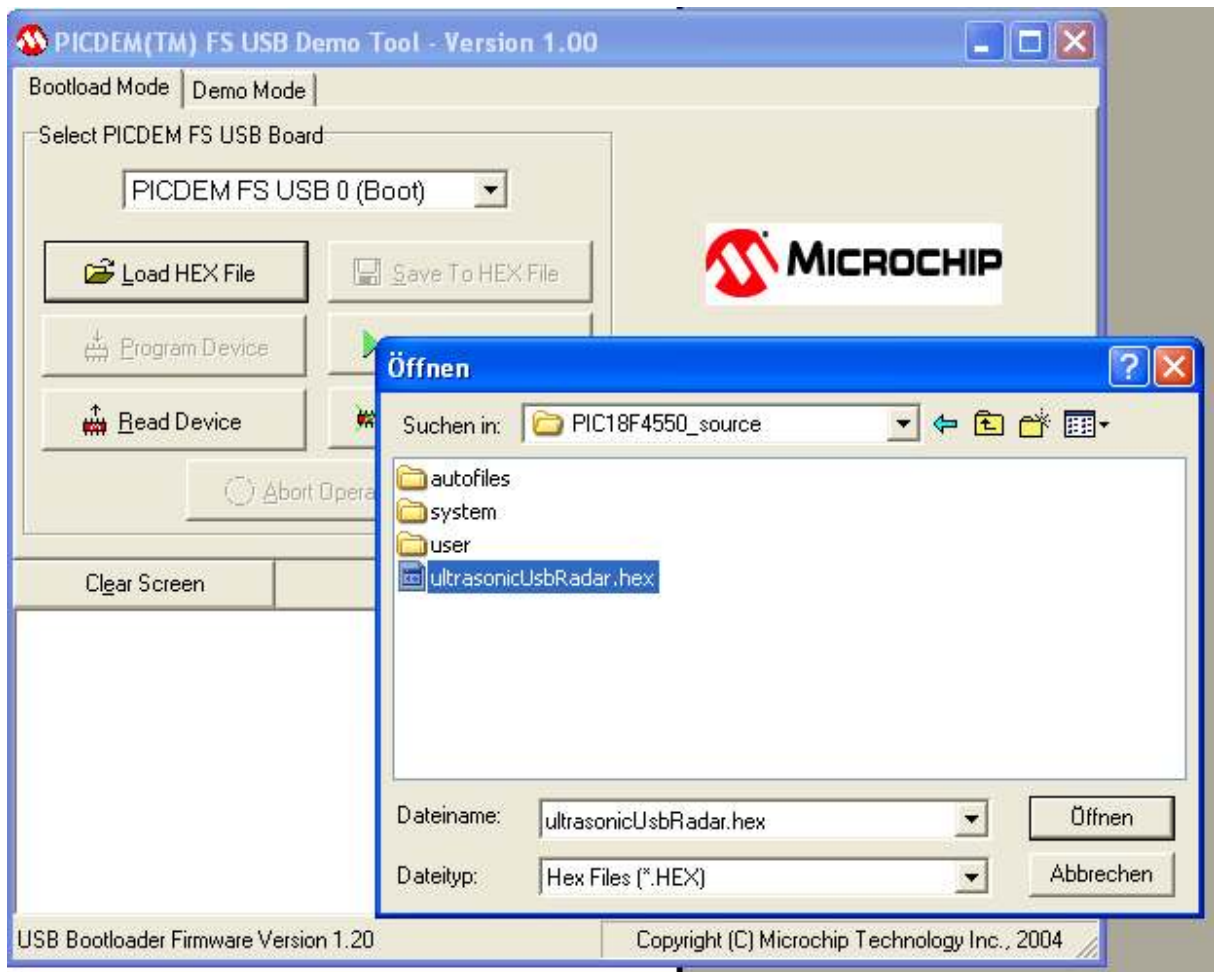 PICDEM(TM) FS USB Demo Tool - Version 1.00
Bootload Mode Demo Mode
Select PICDEM FS USB Board
PICDEM FS USB 0 (Boot)
Load HEX File Save To HEX File
MICROCHIP
Program Device
Read Device
Abort Opera
Clear Screen
Öffnen
Suchen in: PIC18F4550_source
autofiles
system
user
ultrasonicUsbRadar.hex
Dateiname: ultrasonicUsbRadar.hex Öffnen
Dateityp: Hex Files (*.HEX) Abbrechen
USB Bootloader Firmware Version 1.20 Copyright (C) Microchip Technology Inc., 2004